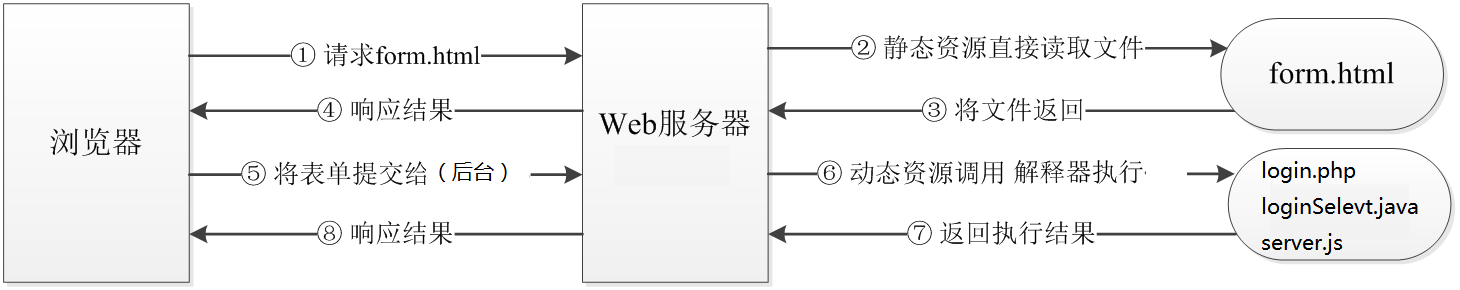 浏览器
① 请求form.html
④ 响应结果
⑤ 将表单提交给（后台）
⑧ 响应结果
Web服务器
② 静态资源直接读取文件
③ 将文件返回
⑥ 动态资源调用 解释器执行
⑦ 返回执行结果
form.html
login.php
loginSelevt.java
server.js